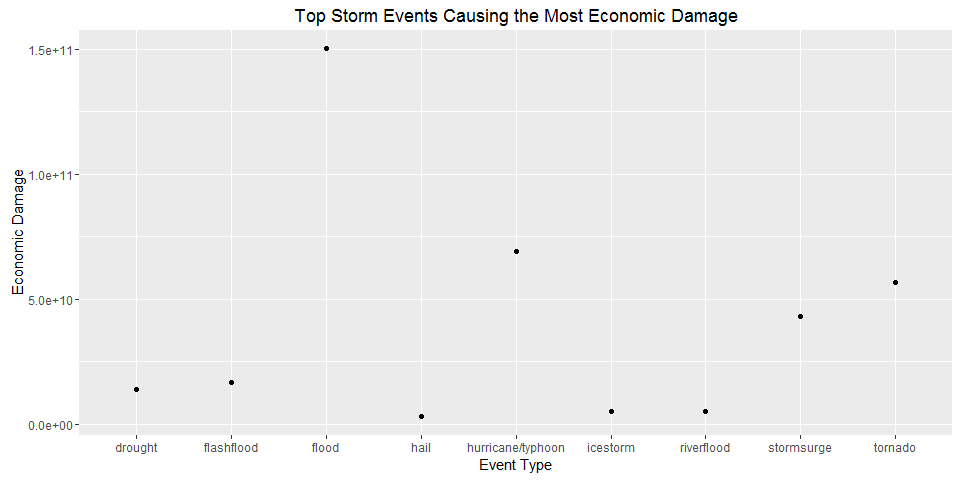 Top Storm Events Causing the Most Economic Damage
Economic Damage
1.5e+11
1.0e+11
5.0e+10
0.0e+00
drought flashflood flood hail hurricane/typhoon icestorm riverflood stormsurge tornado
Event Type